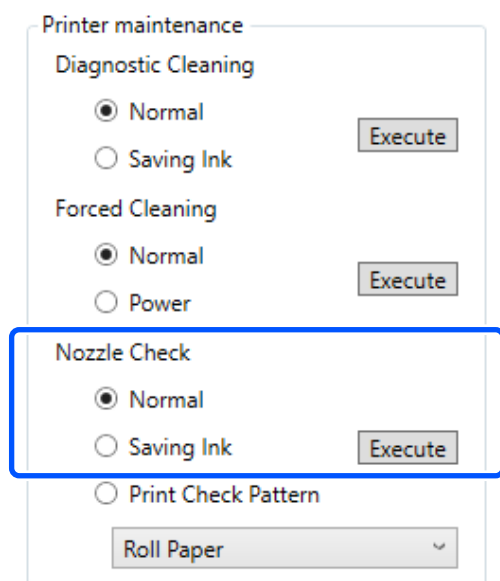 Printer maintenance
Diagnostic Cleaning
Normal
Execute
Saving Ink
Forced Cleaning
Normal
Execute
Power
Nozzle Check
Normal
Saving Ink
Execute
Print Check Pattern
Roll Paper